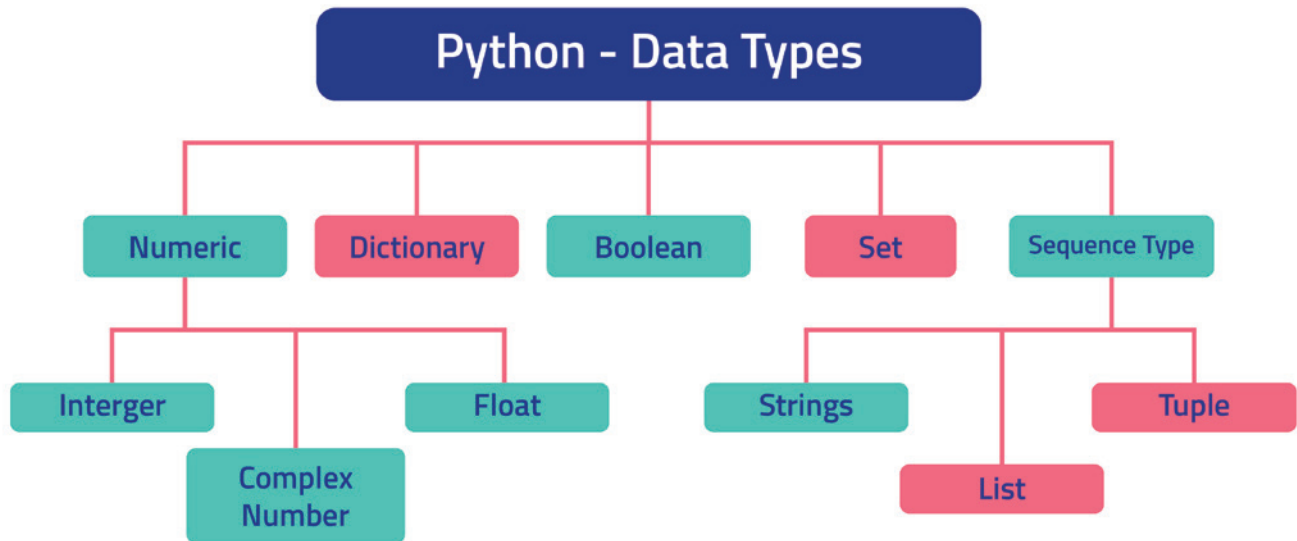 Python - Data Types
Numeric
Dictionary
Boolean
Set
Sequence Type
Interger
Float
Strings
Tuple
Complex
Number
List